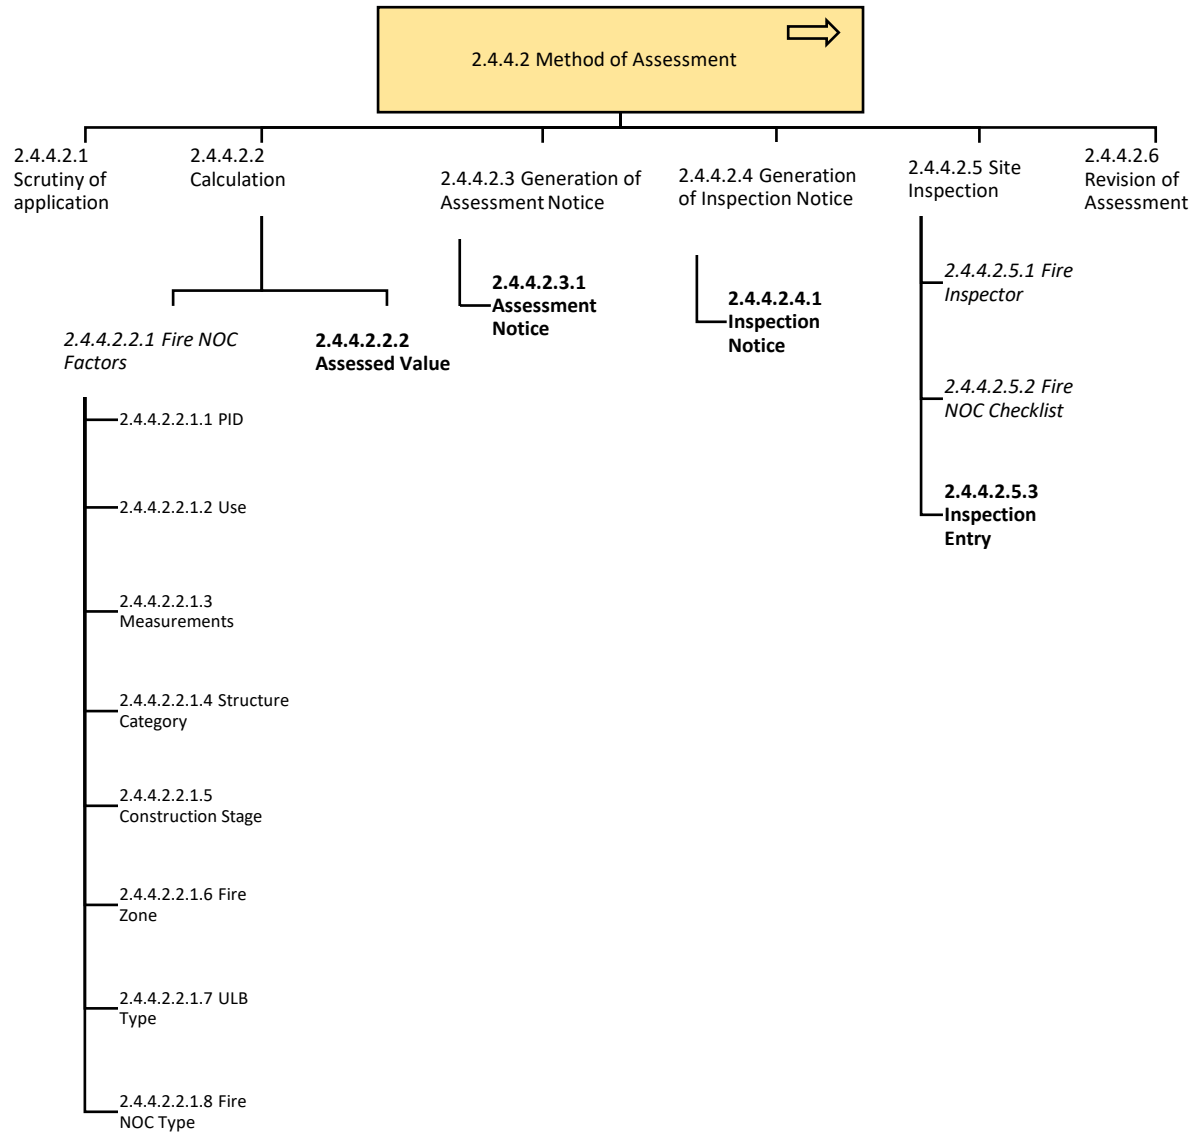 2.4.4.2 Method of Assessment
2.4.4.2.1
Scrutiny of
application
2.4.4.2.2
Calculation
2.4.4.2.3 Generation of
Assessment Notice
2.4.4.2.4 Generation
of Inspection Notice
2.4.4.2.5 Site
Inspection
2.4.4.2.6
Revision of
Assessment
2.4.4.2.2.1 Fire NOC
Factors
2.4.4.2.2.2
Assessed Value
2.4.4.2.3.1
Assessment
Notice
2.4.4.2.4.1
Inspection
Notice
2.4.4.2.5.1 Fire
Inspector
2.4.4.2.5.2 Fire
NOC Checklist
2.4.4.2.5.3
Inspection
Entry
2.4.4.2.2.1.1 PID
2.4.4.2.2.1.2 Use
2.4.4.2.2.1.3
Measurements
2.4.4.2.2.1.4 Structure
Category
2.4.4.2.2.1.5
Construction Stage
2.4.4.2.2.1.6 Fire
Zone
2.4.4.2.2.1.7 ULB
Type
2.4.4.2.2.1.8 Fire
NOC Type